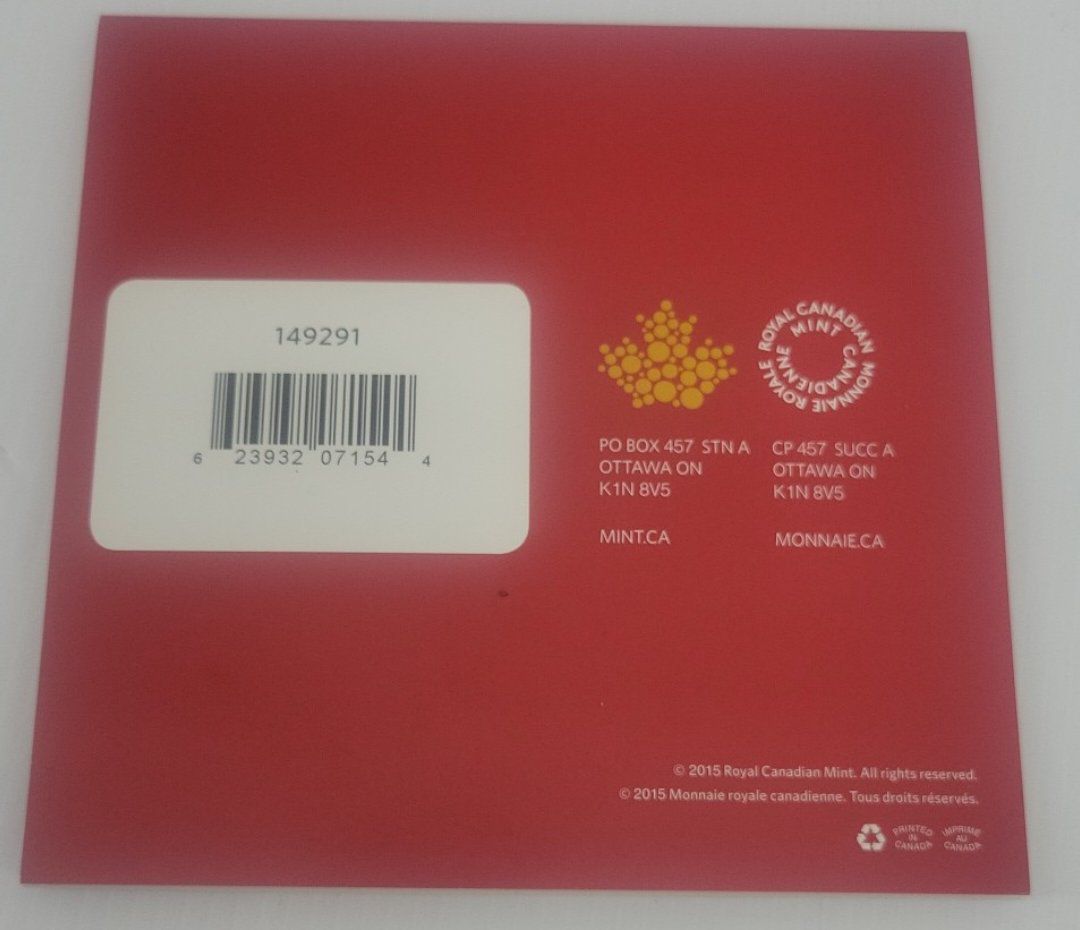 149291
6 23932 07154 4
ROYAL CANADIAN MINT
MONNAIE ROYALE CANADIENNE
PO BOX 457 STN A
OTTAWA ON
K1N 8V5
MINT.CA
CP 457 SUCC A
OTTAWA ON
K1N 8V5
MONNAIE.CA
© 2015 Royal Canadian Mint. All rights reserved.
© 2015 Monnaie royale canadienne. Tous droits réservés.
PRINTED
IN
CANADA
IMPRIMÉ
AU
CANADA